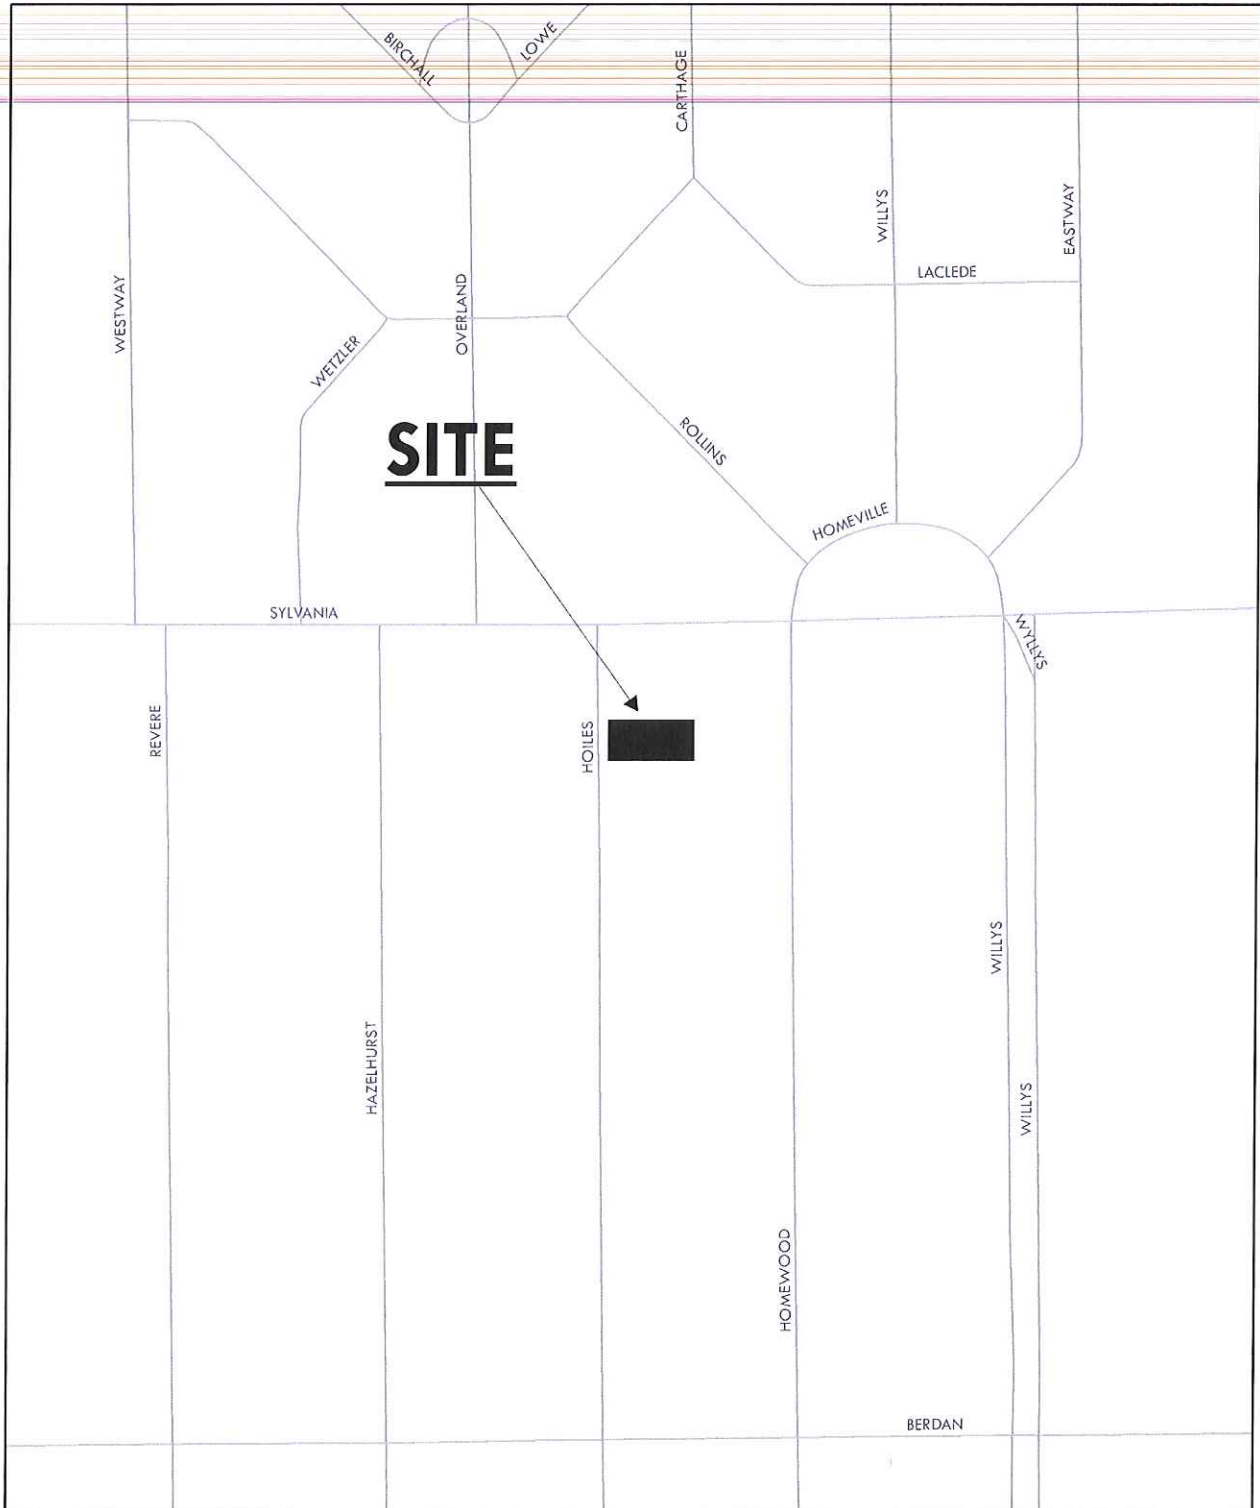 BIRCHALL
LOWE
CARTHAGE
WILLYS
EASTWAY
LACLEDE
WESTWAY
OVERLAND
WETZLER
SITE
ROLLINS
HOMEVILLE
SYLVANIA
WYLLYS
REVERE
HOILES
WILLYS
HAZELHURST
WILLYS
HOMEWOOD
BERDAN